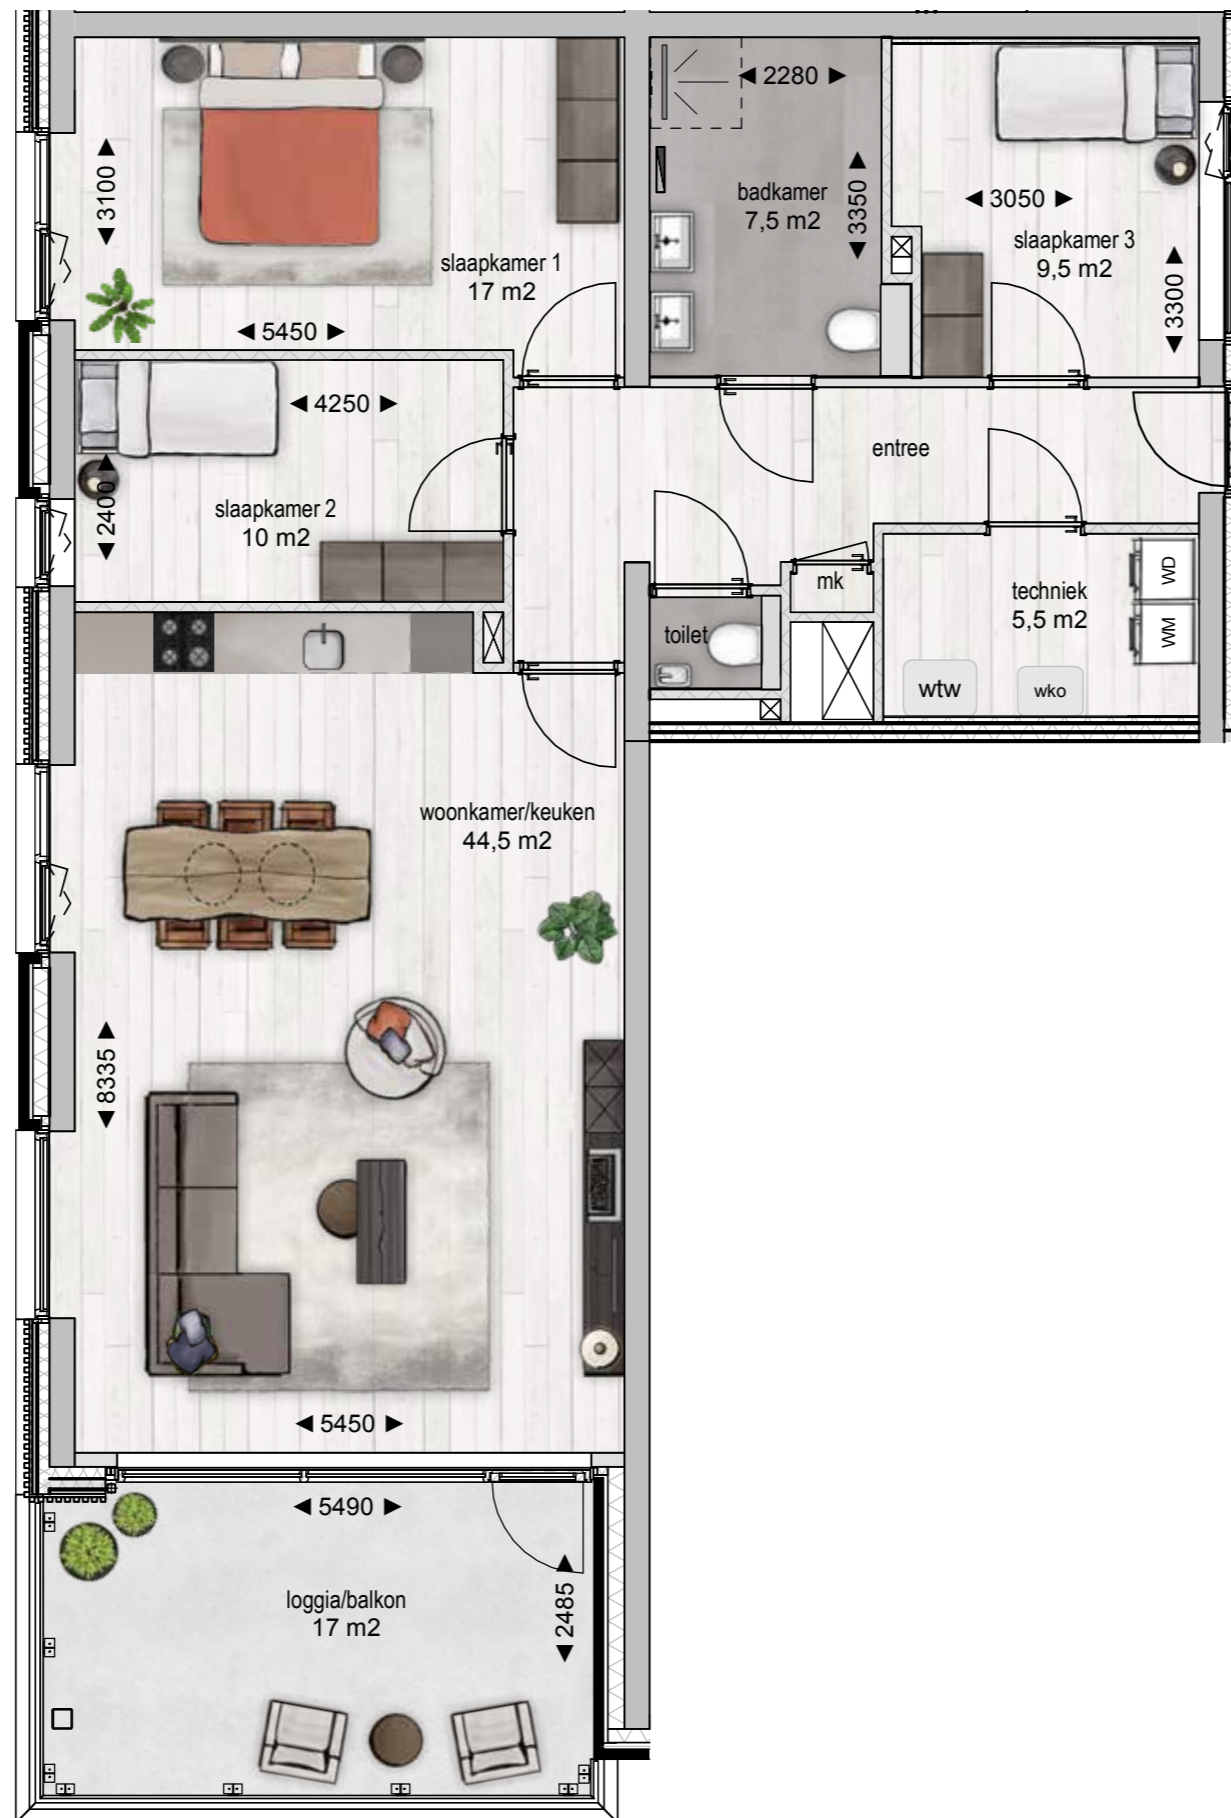 2280
3100
badkamer
7,5 m2
3350
3050
slaapkamer 3
9,5 m2
3300
slaapkamer 1
17 m2
5450
4250
entree
2400
slaapkamer 2
10 m2
mk
techniek
5,5 m2
WD
WM
toilet
wtw
wko
woonkamer/keuken
44,5 m2
8335
5450
5490
2485
loggia/balkon
17 m2